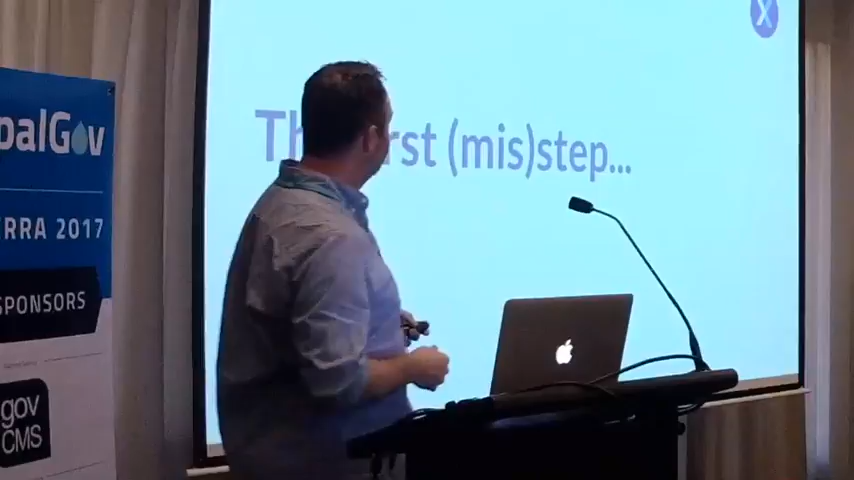 palGov
RRA 2017
SPONSORS
gov
CMS
X
Th rst (mis)step...